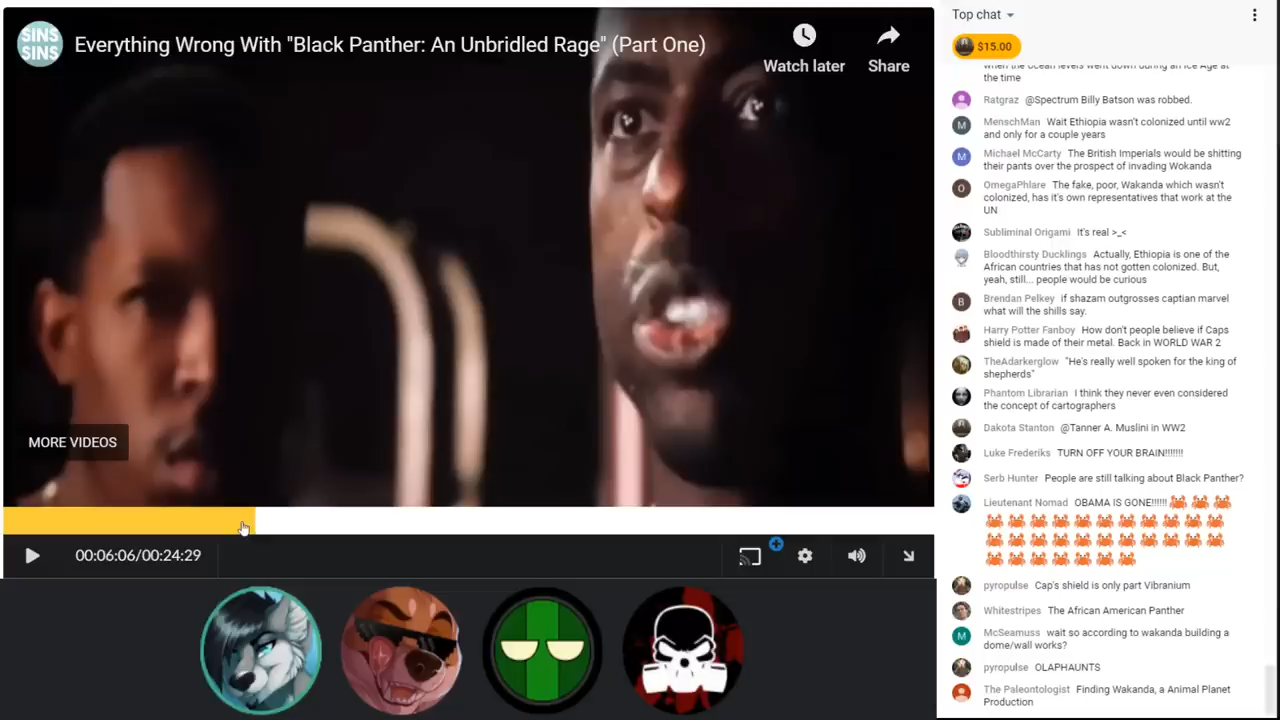 SINS
SINS
Everything Wrong With "Black Panther: An Unbridled Rage" (Part One)
Watch later
Share
MORE VIDEOS
00:06:06/00:24:29
Top chat
$15.00
when the ocean levels went down during an Ice Age at
the time
Ratgraz @Spectrum Billy Batson was robbed.
M
MenschMan Wait Ethiopia wasn't colonized until ww2
and only for a couple years
M
Michael McCarty The British Imperials would be shitting
their pants over the prospect of invading Wokanda
O
OmegaPhlare The fake, poor, Wakanda which wasn't
colonized, has it's own representatives that work at the
UN
Subliminal Origami It's real >_<
Bloodthirsty Ducklings Actually, Ethiopia is one of the
African countries that has not gotten colonized. But,
yeah, still... people would be curious
B
Brendan Pelkey if shazam outgrosses captian marvel
what will the shills say.
Harry Potter Fanboy How don't people believe if Caps
shield is made of their metal. Back in WORLD WAR 2
TheAdarkerglow "He's really well spoken for the king of
shepherds"
Phantom Librarian I think they never even considered
the concept of cartographers
Dakota Stanton @Tanner A. Muslini in WW2
Luke Frederiks TURN OFF YOUR BRAIN!!!!!!!
Serb Hunter People are still talking about Black Panther?
Lieutenant Nomad OBAMA IS GONE!!!!!!
pyropulse Cap's shield is only part Vibranium
Whitestripes The African American Panther
M
McSeamuss wait so according to wakanda building a
dome/wall works?
pyropulse OLAPHAUNTS
The Paleontologist Finding Wakanda, a Animal Planet
Production